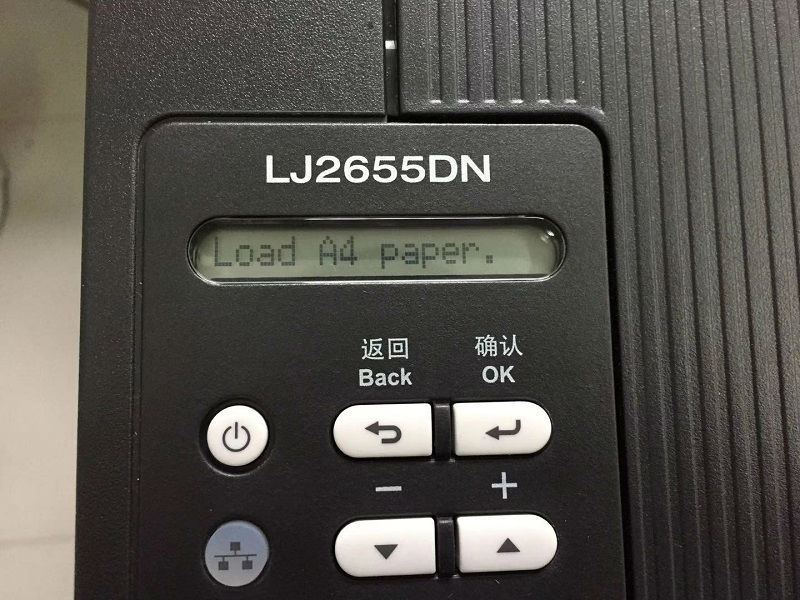 LJ2655DN
Load A4 paper.
返回 确认
Back OK
− +